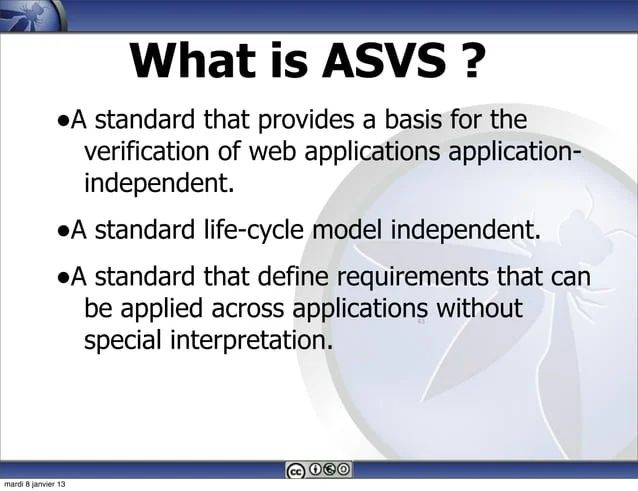 What is ASVS ?
●A standard that provides a basis for the
verification of web applications application-
independent.
●A standard life-cycle model independent.
●A standard that define requirements that can
be applied across applications without
special interpretation.
cc
mardi 8 janvier 13